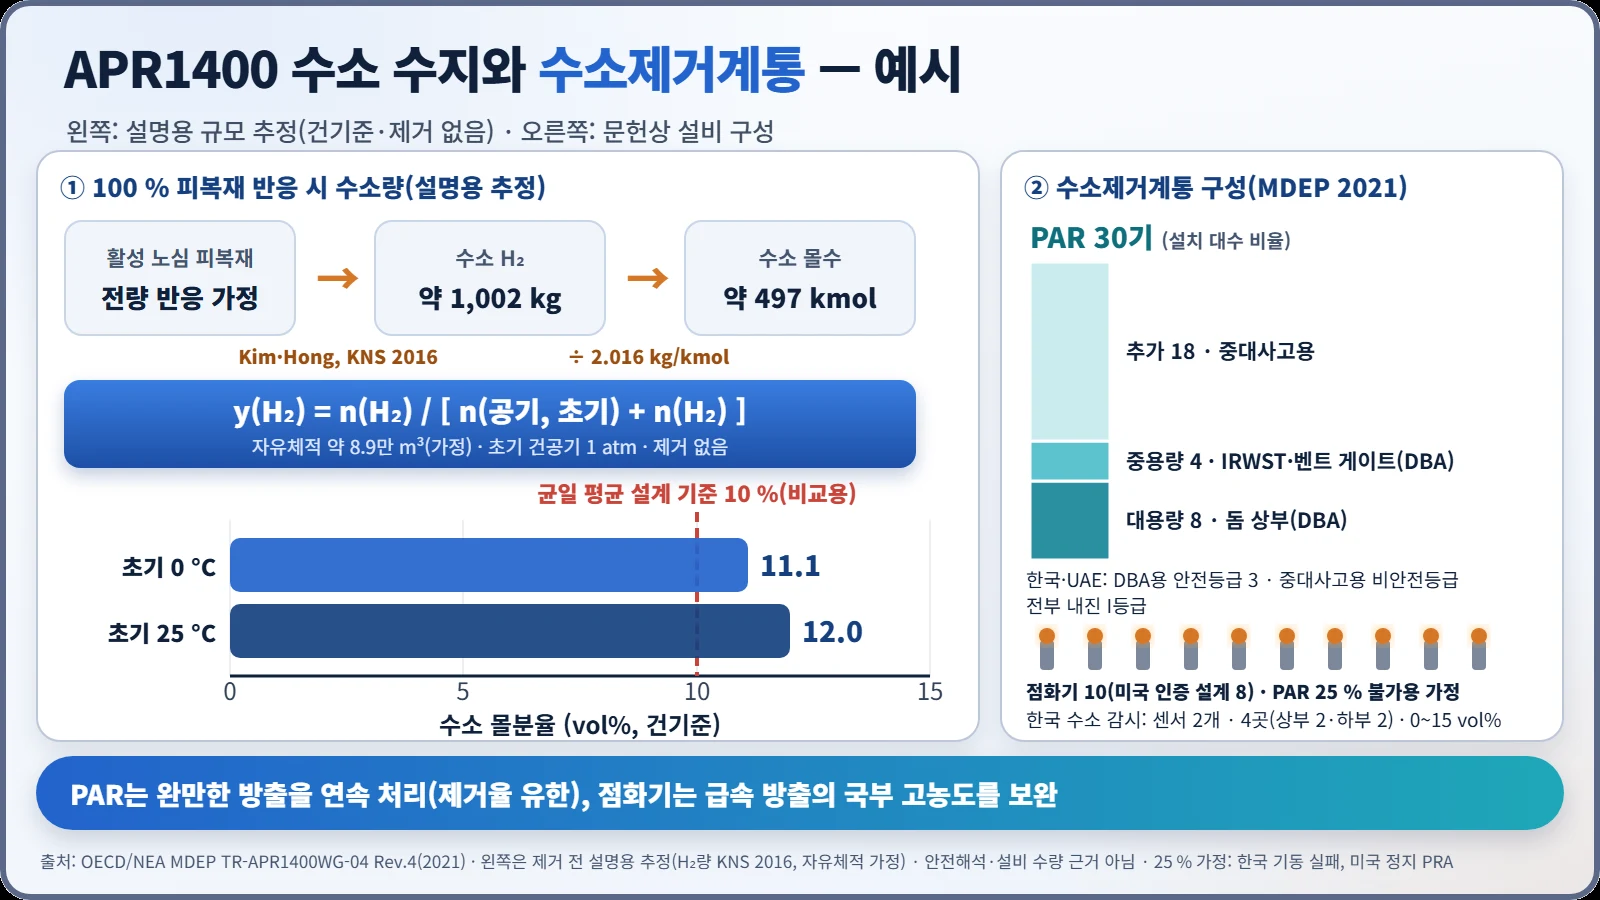 APR1400 수소 수지와 수소제거계통 — 예시
왼쪽: 설명용 규모 추정(건기준·제거 없음) · 오른쪽: 문헌상 설비 구성
① 100 % 피복재 반응 시 수소량(설명용 추정)
활성 노심 피복재
전량 반응 가정
→
수소 H₂
약 1,002 kg
→
수소 몰수
약 497 kmol
Kim·Hong, KNS 2016
÷ 2.016 kg/kmol
y(H₂) = n(H₂) / [ n(공기, 초기) + n(H₂) ]
자유체적 약 8.9만 m³(가정) · 초기 건공기 1 atm · 제거 없음
균일 평균 설계 기준 10 %(비교용)
초기 0 °C
11.1
초기 25 °C
12.0
0 5 10 15
수소 몰분율 (vol%, 건기준)
② 수소제거계통 구성(MDEP 2021)
PAR 30기 (설치 대수 비율)
추가 18 · 중대사고용
중용량 4 · IRWST·벤트 게이트(DBA)
대용량 8 · 돔 상부(DBA)
한국·UAE: DBA용 안전등급 3 · 중대사고용 비안전등급
전부 내진 I등급
점화기 10(미국 인증 설계 8) · PAR 25 % 불가용 가정
한국 수소 감시: 센서 2개 · 4곳(상부 2·하부 2) · 0~15 vol%
PAR는 완만한 방출을 연속 처리(제거율 유한), 점화기는 급속 방출의 국부 고농도를 보완
출처: OECD/NEA MDEP TR-APR1400WG-04 Rev.4(2021) · 왼쪽은 제거 전 설명용 추정(H₂량 KNS 2016, 자유체적 가정) · 안전해석·설비 수량 근거 아님 · 25 % 가정: 한국 기동 실패, 미국 정지 PRA